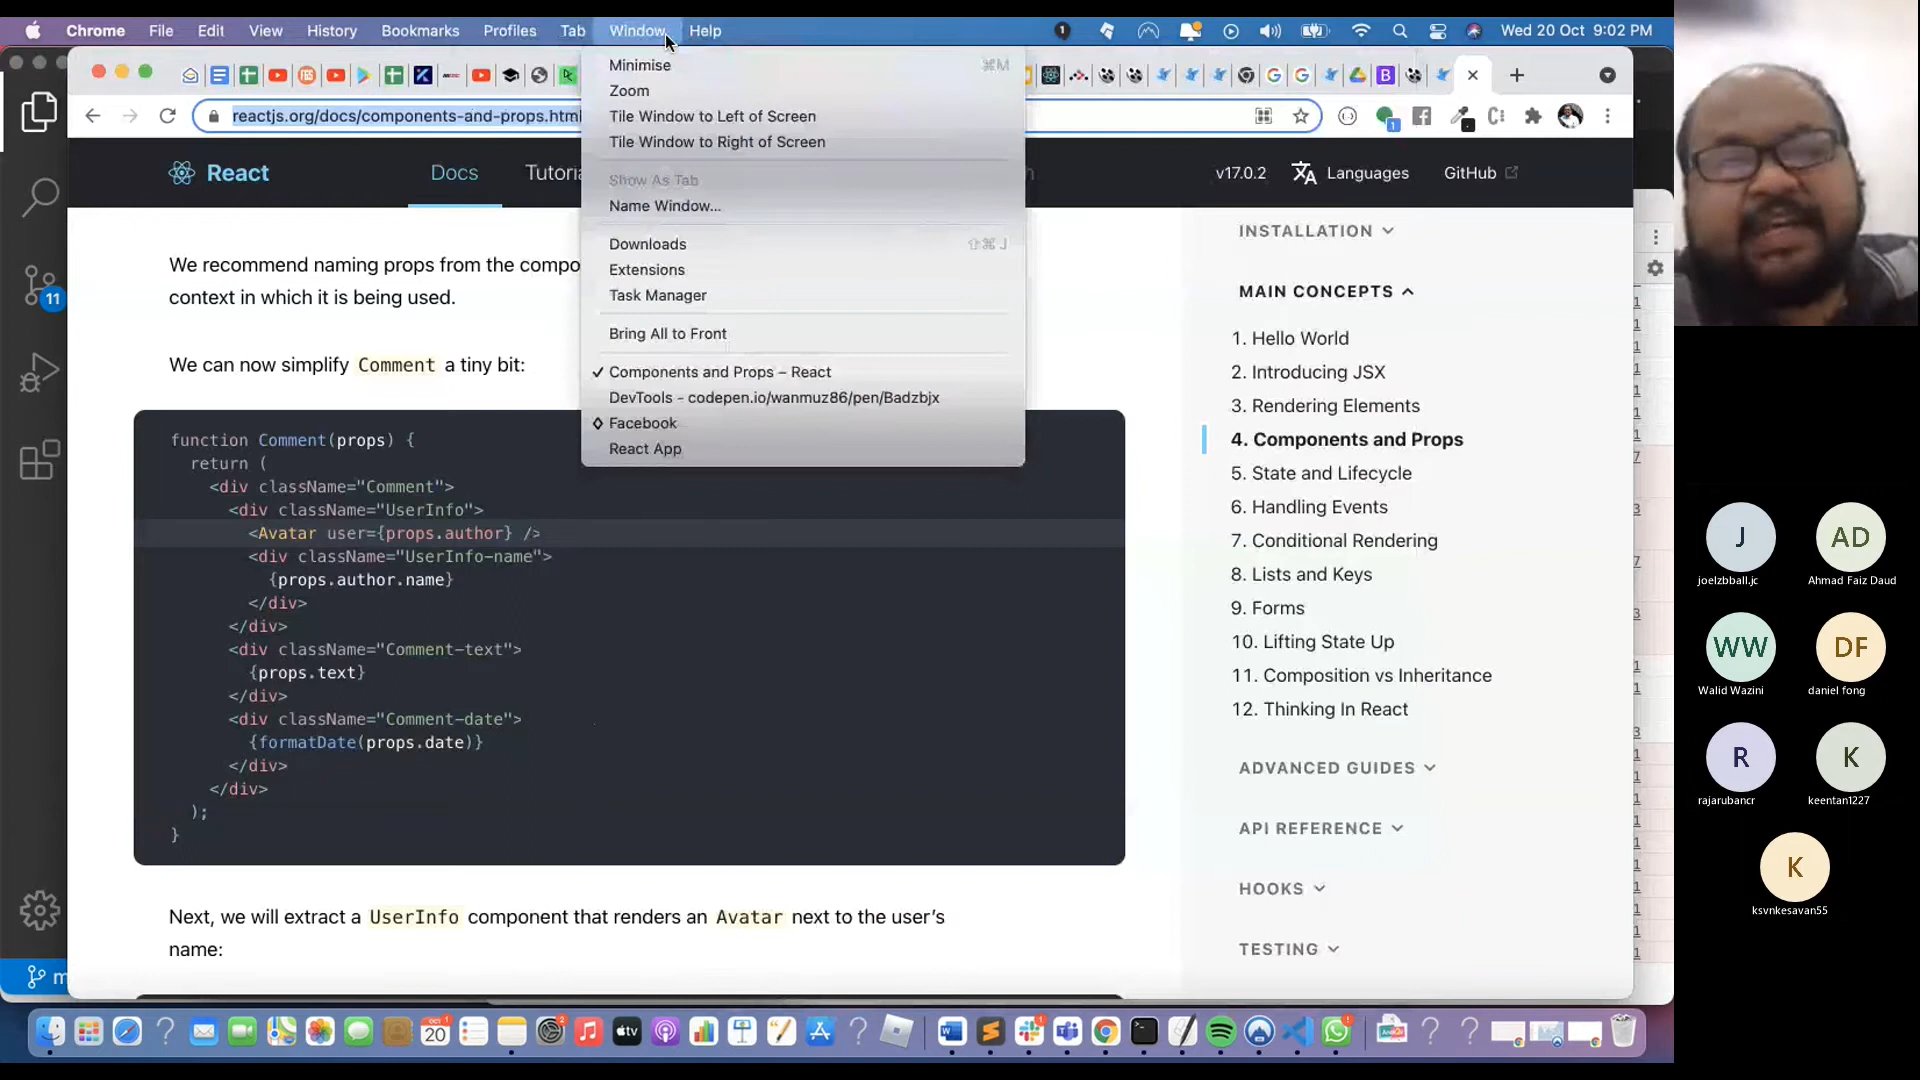 Chrome File Edit View History Bookmarks Profiles Tab Window Help
1
Wed 20 Oct 9:02 PM
reactjs.org/docs/components-and-props.html
1
React
Docs
Tutori
v17.0.2
Languages
GitHub
Minimise ⌘M
Zoom
Tile Window to Left of Screen
Tile Window to Right of Screen
Show As Tab
Name Window...
Downloads ⇧⌘J
Extensions
Task Manager
Bring All to Front
✓ Components and Props – React
DevTools - codepen.io/wanmuz86/pen/Badzbjx
◊ Facebook
React App
11
We recommend naming props from the compo
context in which it is being used.
We can now simplify Comment a tiny bit:
function Comment(props) {
return (
<div className="Comment">
<div className="UserInfo">
<Avatar user={props.author} />
<div className="UserInfo-name">
{props.author.name}
</div>
</div>
<div className="Comment-text">
{props.text}
</div>
<div className="Comment-date">
{formatDate(props.date)}
</div>
</div>
);
}
Next, we will extract a UserInfo component that renders an Avatar next to the user's
name:
INSTALLATION
MAIN CONCEPTS
1. Hello World
2. Introducing JSX
3. Rendering Elements
4. Components and Props
5. State and Lifecycle
6. Handling Events
7. Conditional Rendering
8. Lists and Keys
9. Forms
10. Lifting State Up
11. Composition vs Inheritance
12. Thinking In React
ADVANCED GUIDES
API REFERENCE
HOOKS
TESTING
J
joelzbball.jc
AD
Ahmad Faiz Daud
WW
Walid Wazini
DF
daniel fong
R
rajarubancr
K
keentan1227
K
ksvnkesavan55
m
OCT
20
tv